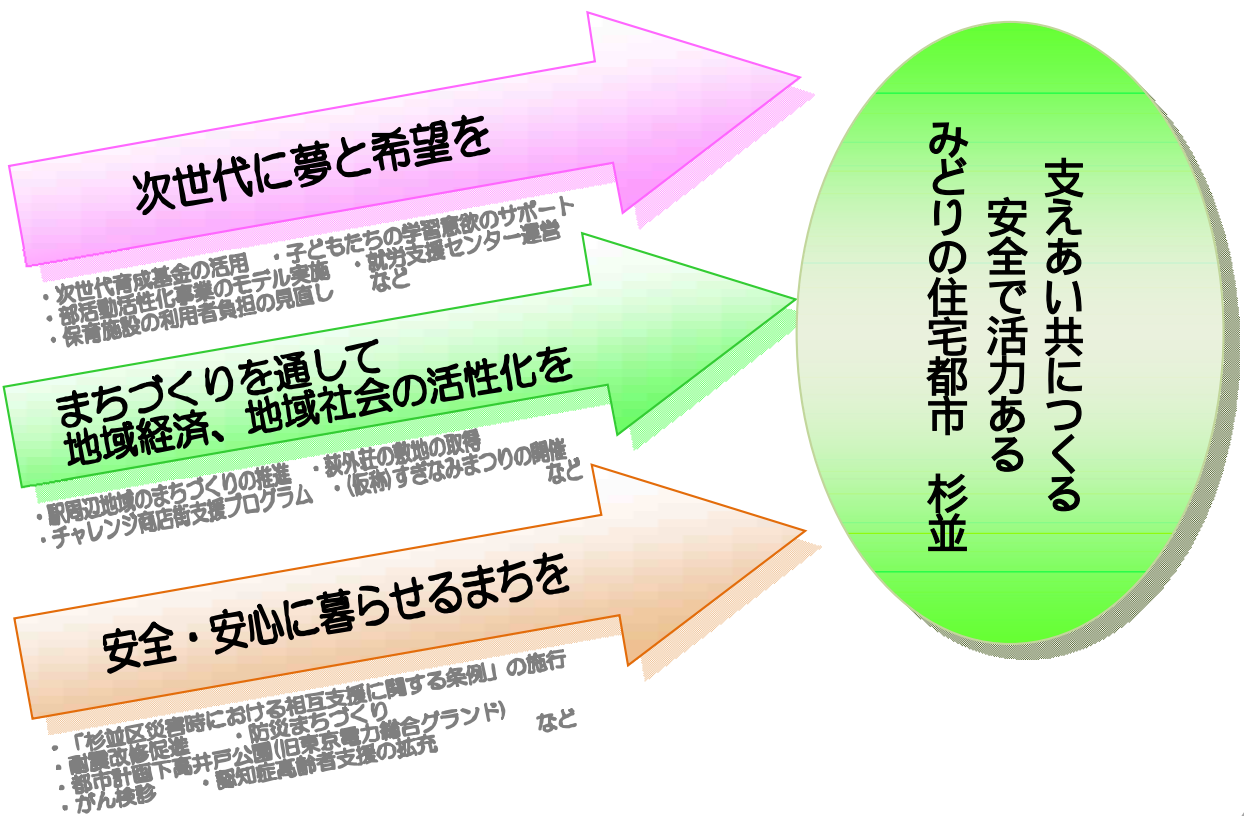 次世代に夢と希望を
・次世代育成基金の活用　・子どもたちの学習意欲のサポート
・部活動活性化事業のモデル実施　・就労支援センター運営
・保育施設の利用者負担の見直し　など
まちづくりを通して
地域経済、地域社会の活性化を
・駅周辺地域のまちづくりの推進　・荻外荘の敷地の取得
・チャレンジ商店街支援プログラム　・(仮称)すぎなみまつりの開催
など
安全・安心に暮らせるまちを
・「杉並区災害時における相互支援に関する条例」の施行
・耐震改修促進　・防災まちづくり
・都市計画下高井戸公園(旧東京電力総合グランド)　など
・がん検診　・認知症高齢者支援の拡充
支えあい共につくる
安全で活力ある
みどりの住宅都市　杉並